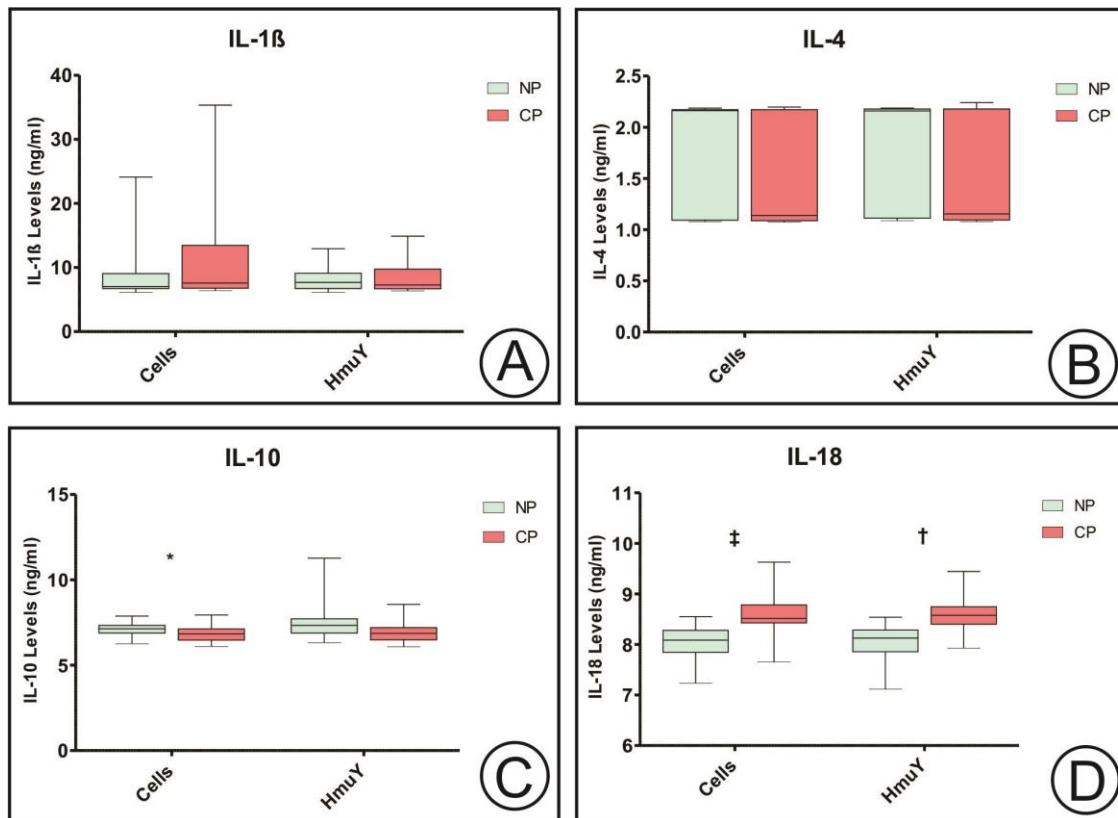 IL-1ß
IL-1ß Levels (ng/ml)
40
30
20
10
0
Cells
HmuY
NP
CP
A
IL-4
IL-4 Levels (ng/ml)
2.5
2.0
1.5
1.0
0.5
0.0
Cells
HmuY
NP
CP
B
IL-10
IL-10 Levels (ng/ml)
15
10
5
0
*
Cells
HmuY
NP
CP
C
IL-18
IL-18 Levels (ng/ml)
11
10
9
8
7
6
‡
†
Cells
HmuY
NP
CP
D